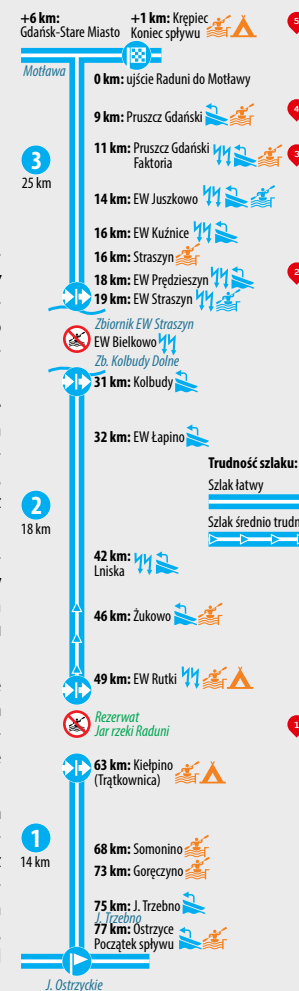 +6 km:
Gdańsk-Stare Miasto
+1 km: Krępiec
Koniec spływu
5
Motława
0 km: ujście Raduni do Motławy
9 km: Pruszcz Gdański
4
11 km: Pruszcz Gdański
Faktoria
3
3
25 km
14 km: EW Juszkowo
16 km: EW Kuźnice
16 km: Straszyn
18 km: EW Prędzieszyn
2
19 km: EW Straszyn
Zbiornik EW Straszyn
EW Bielkowo
Zb. Kolbudy Dolne
31 km: Kolbudy
32 km: EW Łapino
Trudność szlaku:
Szlak łatwy
Szlak średnio trudn
2
18 km
42 km:
Lniska
46 km: Żukowo
49 km: EW Rutki
Rezerwat
Jar rzeki Raduni
1
63 km: Kiełpino
(Trątkownica)
1
14 km
68 km: Somonino
73 km: Goręczyno
75 km: J. Trzebno
J. Trzebno
77 km: Ostrzyce
Początek spływu
J. Ostrzyckie